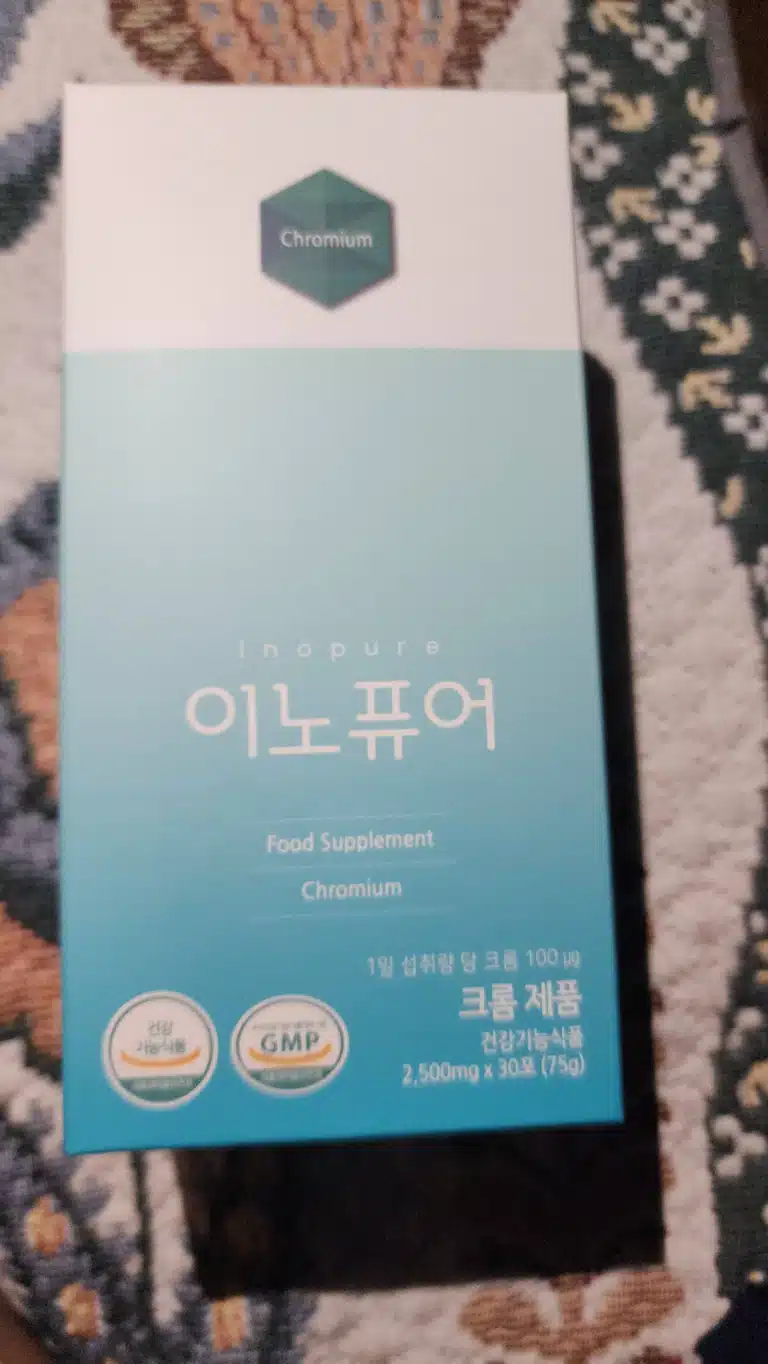 Chromium
Inopure
이노퓨어
Food Supplement
Chromium
1일 섭취량 당 크롬 100 µg
크롬 제품
건강기능식품
2,500mg x 30포 (75g)
건강
기능식품
GMP